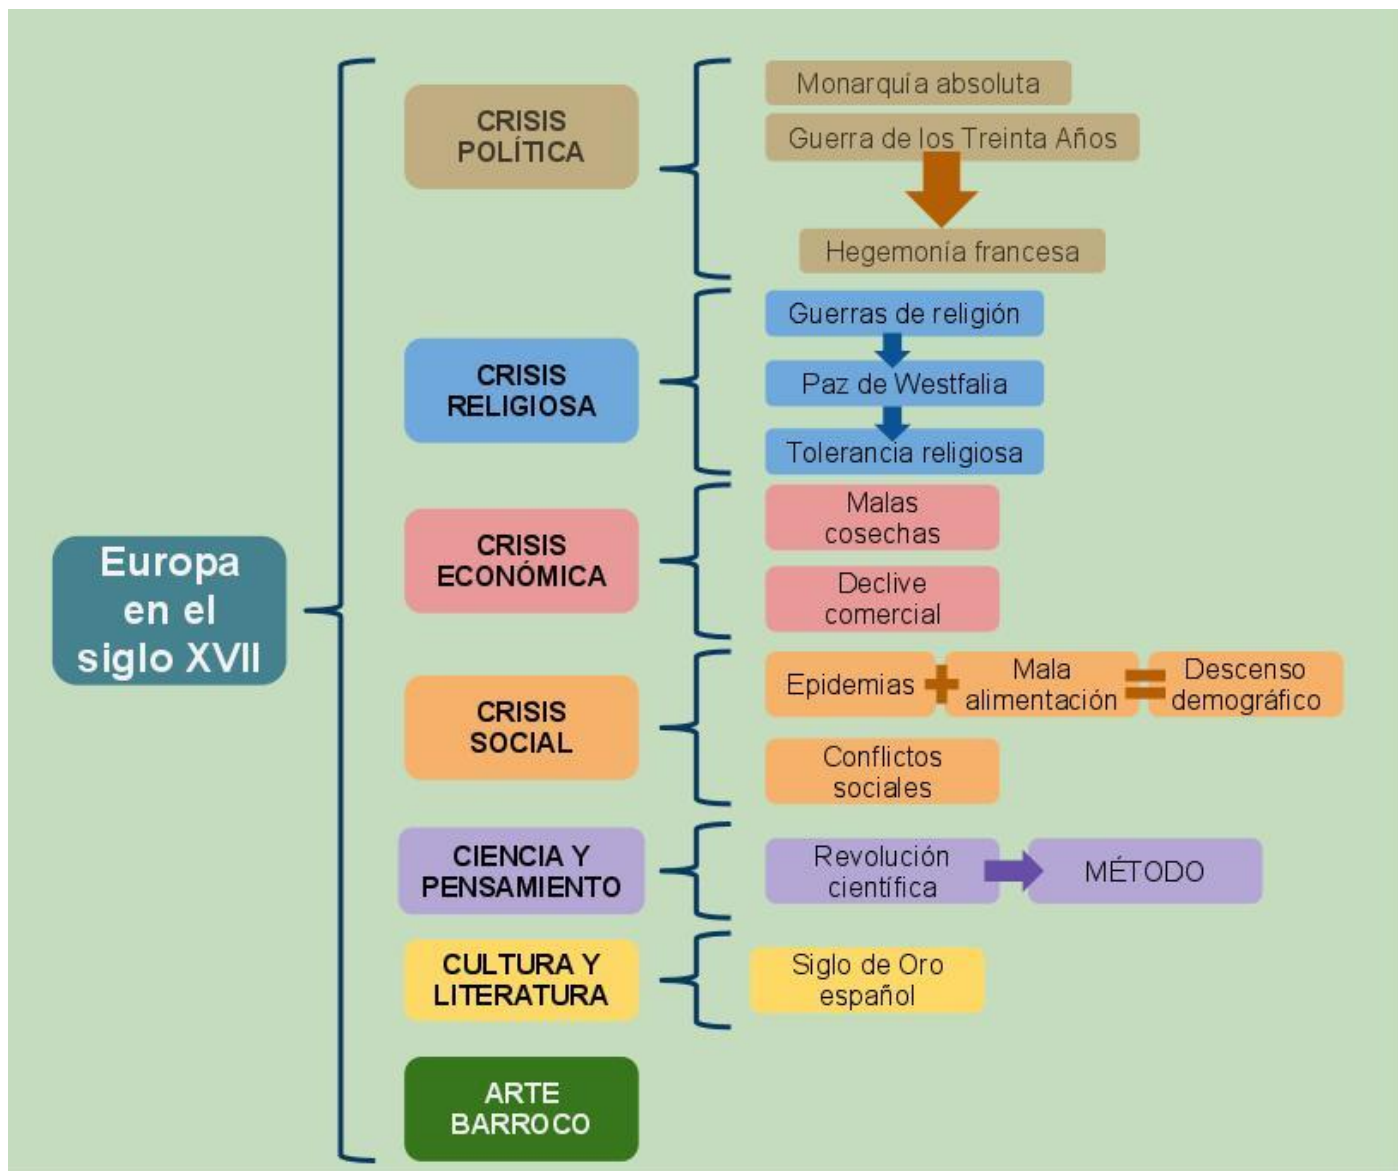 Europa
en el
siglo XVII
CRISIS
POLÍTICA
Monarquía absoluta
Guerra de los Treinta Años
Hegemonía francesa
CRISIS
RELIGIOSA
Guerras de religión
Paz de Westfalia
Tolerancia religiosa
CRISIS
ECONÓMICA
Malas
cosechas
Declive
comercial
CRISIS
SOCIAL
Epidemias
+
Mala
alimentación
=
Descenso
demográfico
Conflictos
sociales
CIENCIA Y
PENSAMIENTO
Revolución
científica
MÉTODO
CULTURA Y
LITERATURA
Siglo de Oro
español
ARTE
BARROCO